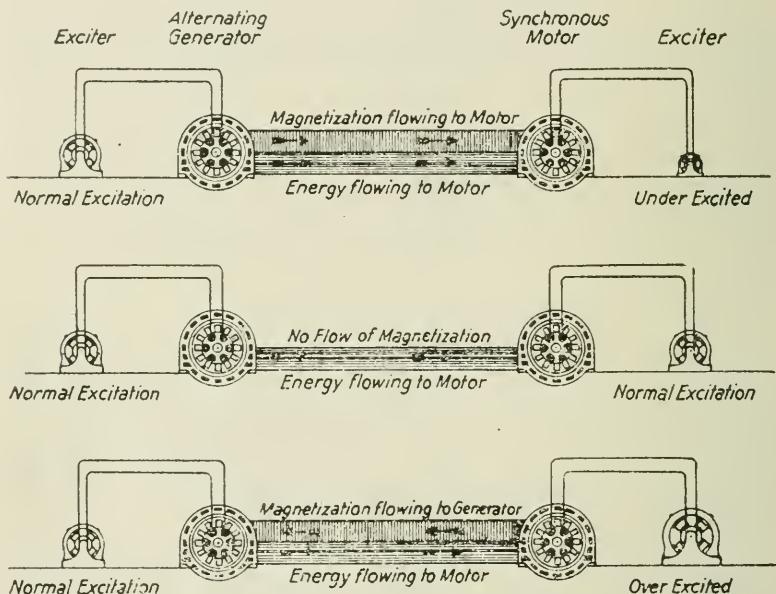 Exciter
Alternating
Generator
Synchronous
Motor
Exciter
Magnetization flowing to Motor
Energy flowing to Motor
Normal Excitation
Under Excited
No Flow of Magnetization
Energy flowing to Motor
Normal Excitation
Normal Excitation
Magnetization flowing to Generator
Energy flowing to Motor
Normal Excitation
Over Excited